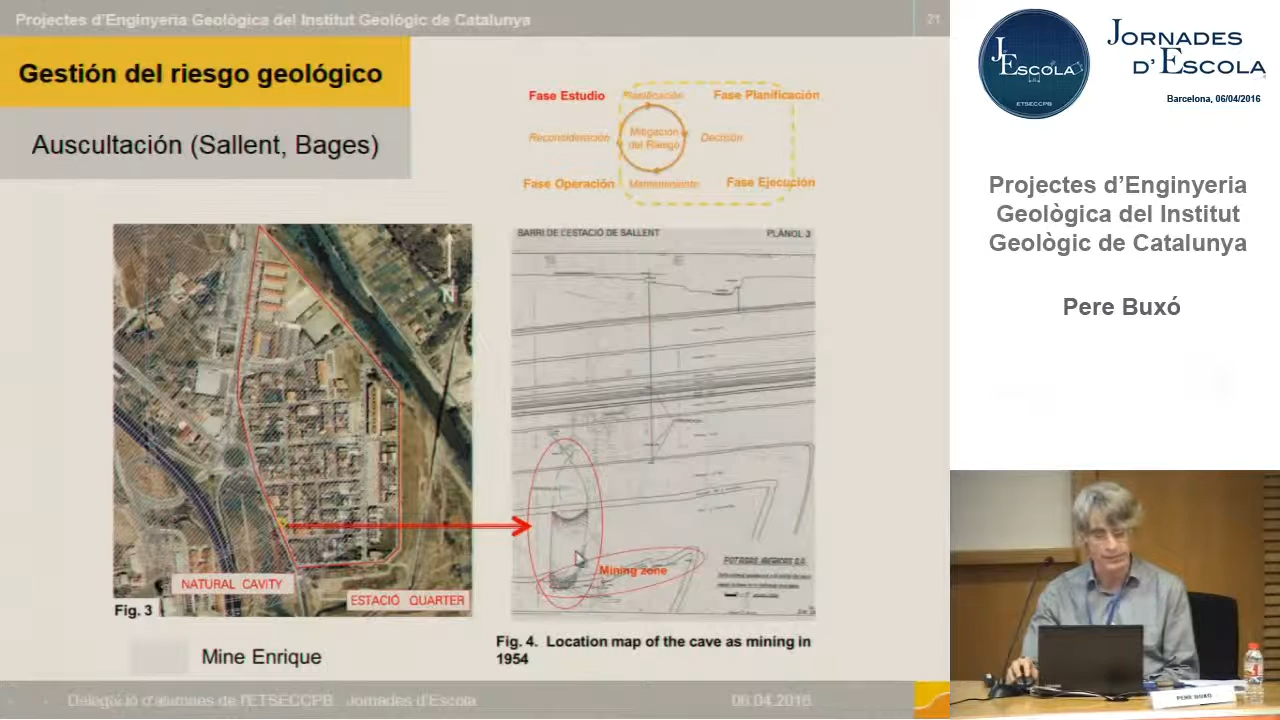 Projectes d'Enginyeria Geològica del Institut Geològic de Catalunya
21
Gestión del riesgo geológico
Auscultación (Sallent, Bages)
Fase Estudio
Planificación
Fase Planificación
Reconsideración
Mitigación
del Riesgo
Decisión
Fase Operación
Mantenimiento
Fase Ejecución
BARRI DE L'ESTACIÓ DE SALLENT
PLÀNOL 3
N
NATURAL CAVITY
ESTACIÓ QUARTER
Fig. 3
Mining zone
POTASAS IBERICAS S.A.
Mine Enrique
Fig. 4. Location map of the cave as mining in
1954
Delegació d'alumnes de l'ETSECCPB. Jornades d'Escola
06.04.2016
JESCOLA
ETSECCPB
JORNADES
D'ESCOLA
Barcelona, 06/04/2016
Projectes d'Enginyeria
Geològica del Institut
Geològic de Catalunya
Pere Buxó
PERE BUXÓ